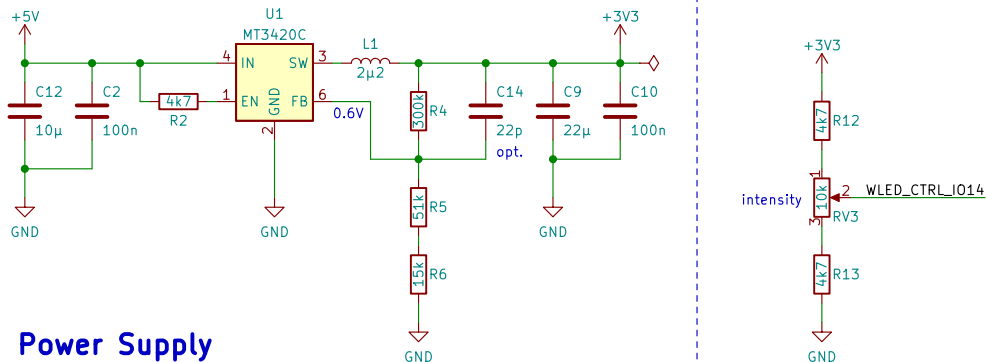 +5V
U1
MT3420C
4 IN SW 3
1 EN FB 6
GND
2
C12
10µ
C2
100n
4k7
R2
L1
2µ2
0.6V
300k
R4
C14
22p
opt.
C9
22µ
C10
100n
+3V3
51k
R5
15k
R6
GND
GND
GND
GND
Power Supply
+3V3
4k7
R12
1
intensity
10k
2
WLED_CTRL_IO14
3
RV3
4k7
R13
GND